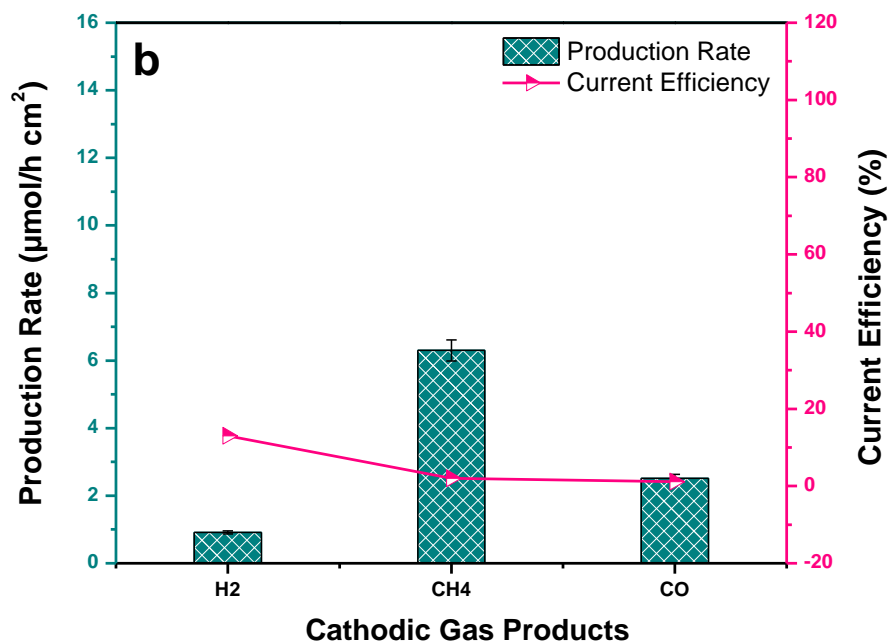 b
Production Rate
Current Efficiency
Production Rate (µmol/h cm²)
16
14
12
10
8
6
4
2
0
120
100
80
60
40
20
0
-20
Current Efficiency (%)
H2 CH4 CO
Cathodic Gas Products